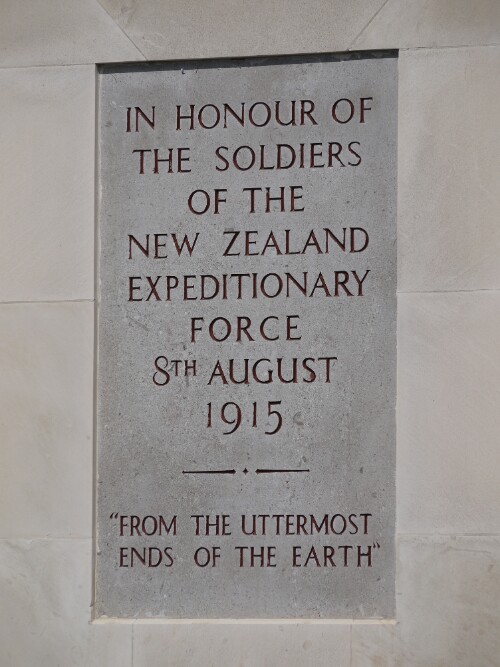 IN HONOUR OF
THE SOLDIERS
OF THE
NEW ZEALAND
EXPEDITIONARY
FORCE
8TH AUGUST
1915
"FROM THE UTTERMOST
ENDS OF THE EARTH"